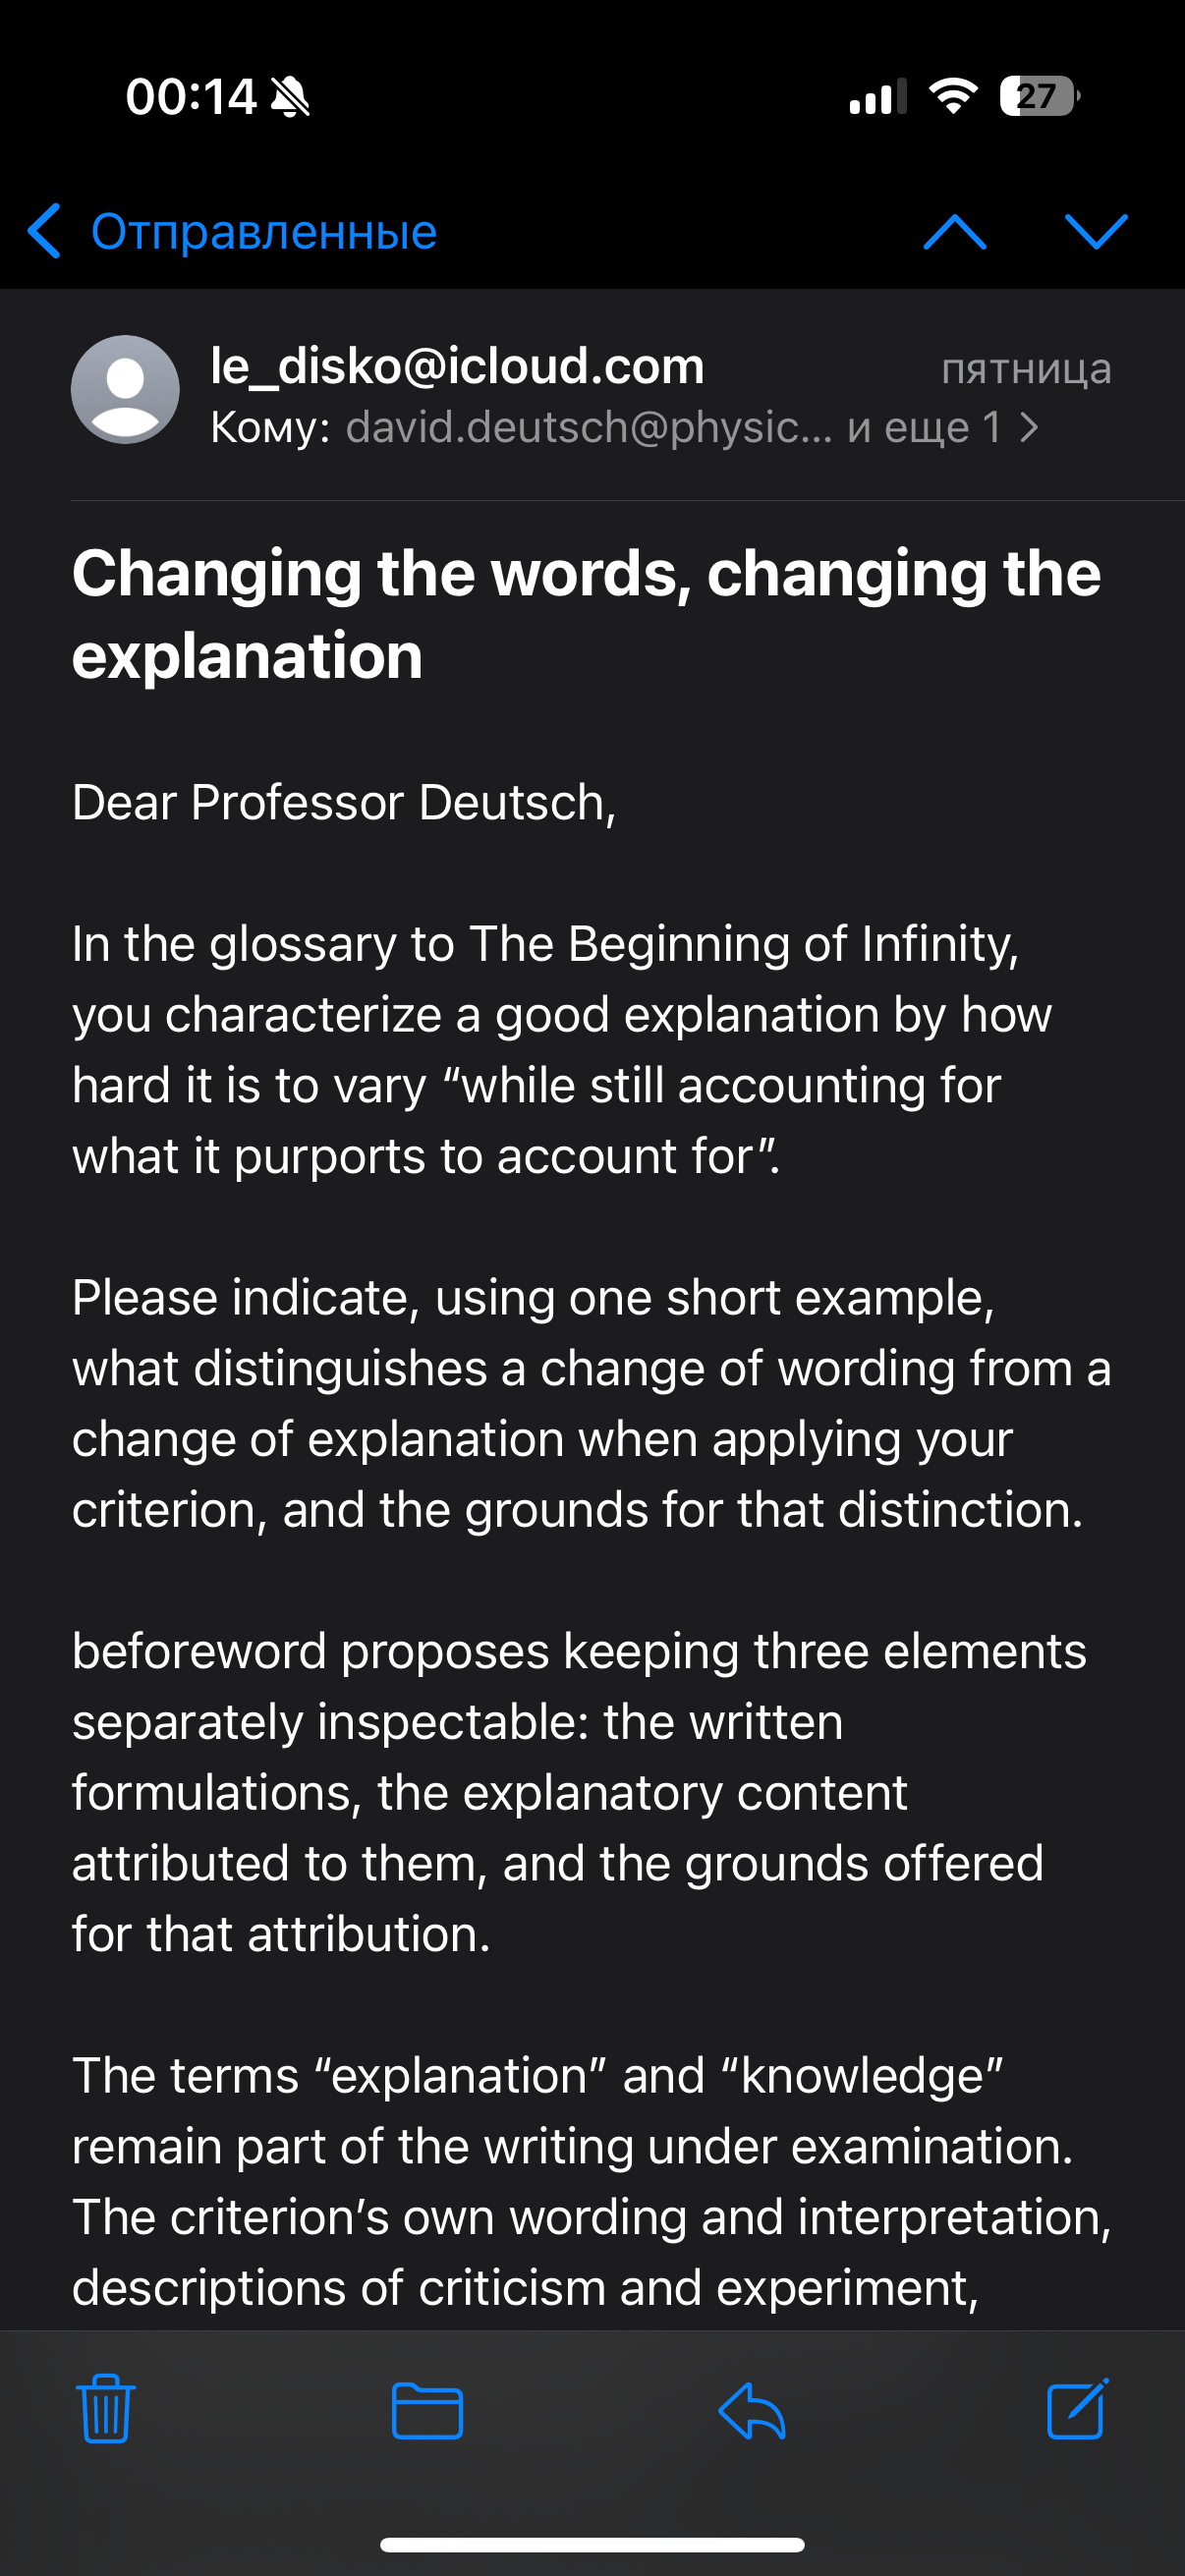 00:14
27
Отправленные
le_disko@icloud.com
пятница
Кому: david.deutsch@physic... и еще 1
Changing the words, changing the
explanation
Dear Professor Deutsch,
In the glossary to The Beginning of Infinity,
you characterize a good explanation by how
hard it is to vary “while still accounting for
what it purports to account for”.
Please indicate, using one short example,
what distinguishes a change of wording from a
change of explanation when applying your
criterion, and the grounds for that distinction.
beforeword proposes keeping three elements
separately inspectable: the written
formulations, the explanatory content
attributed to them, and the grounds offered
for that attribution.
The terms “explanation” and “knowledge”
remain part of the writing under examination.
The criterion’s own wording and interpretation,
descriptions of criticism and experiment,